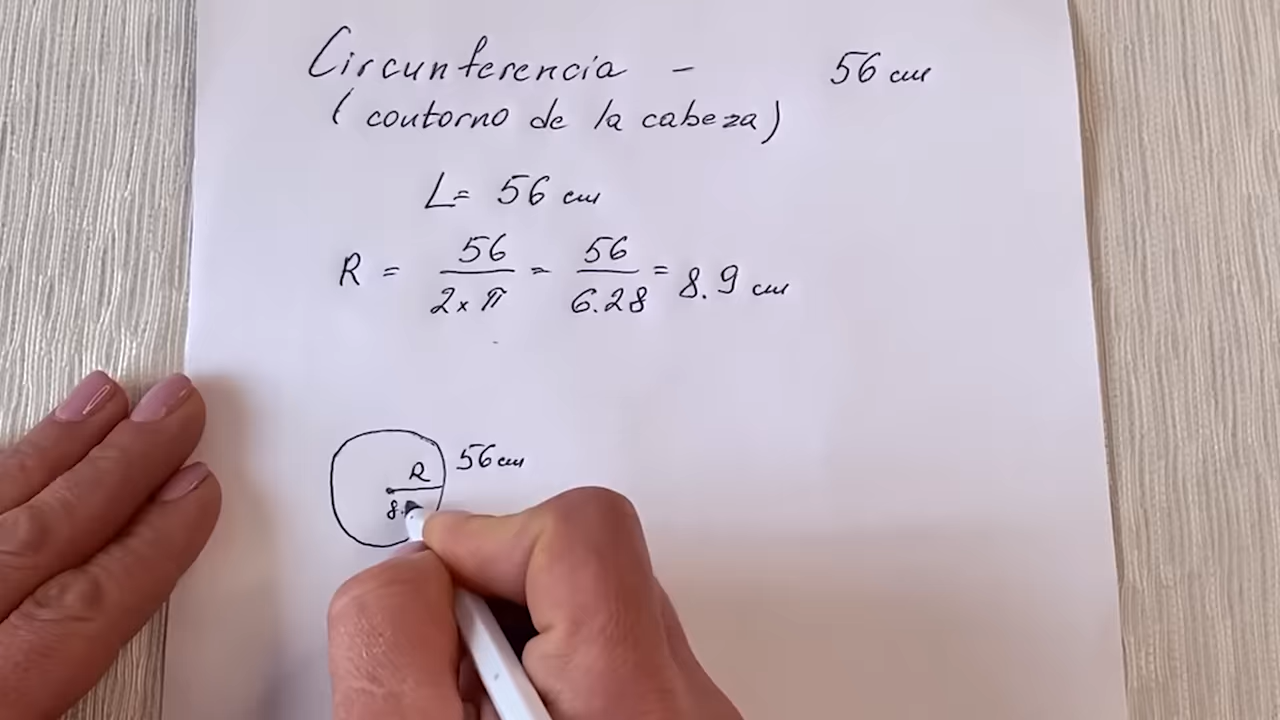 Circunferencia - 56 cm
(contorno de la cabeza)
L= 56 cm
R = 56 / 2 x π = 56 / 6.28 = 8.9 cm
56 cm
R
8.